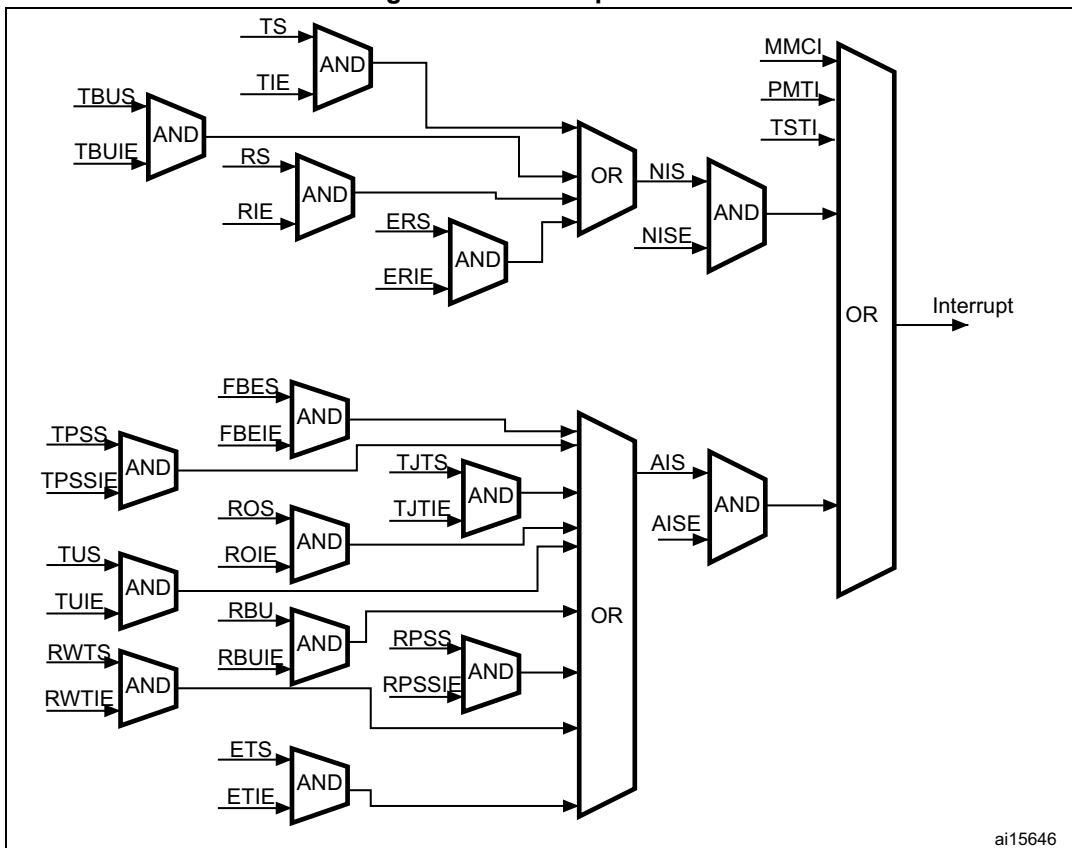 TS
AND
TIE
TBUS
AND
TBUIE
RS
AND
RIE
ERS
AND
ERIE
OR
NIS
AND
NISE
MMCI
PMTI
TSTI
OR
Interrupt
FBES
AND
FBEIE
TPSS
AND
TPSSIE
TJTS
AND
TJTIE
ROS
AND
ROIE
TUS
AND
TUIE
RBU
AND
RBUIE
RPSS
AND
RPSSIE
RWTS
AND
RWTIE
ETS
AND
ETIE
OR
AIS
AND
AISE
ai15646